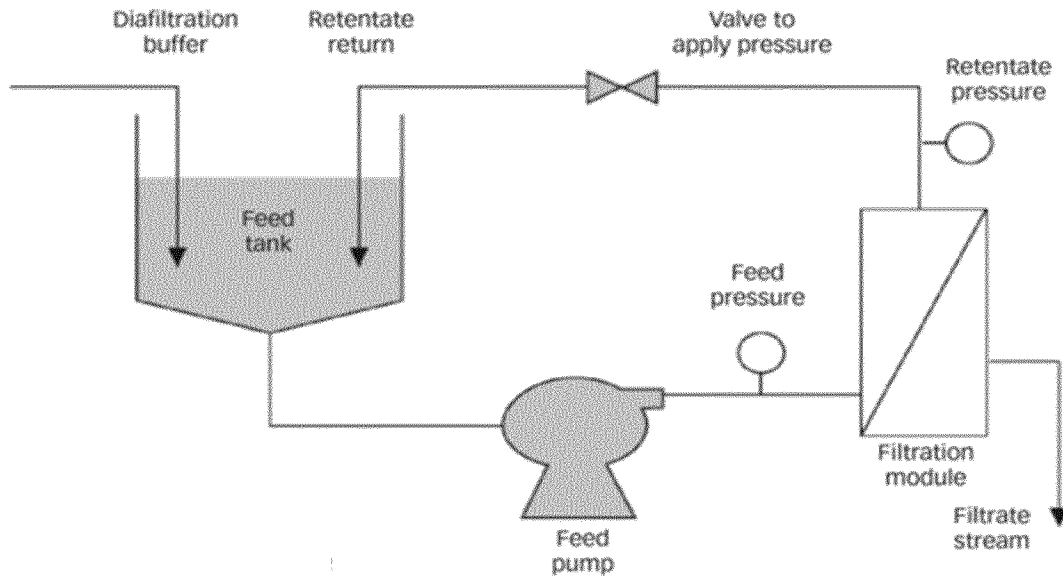 Diafiltration
buffer
Retentate
return
Valve to
apply pressure
Retentate
pressure
Feed
tank
Feed
pressure
Filtration
module
Filtrate
stream
Feed
pump